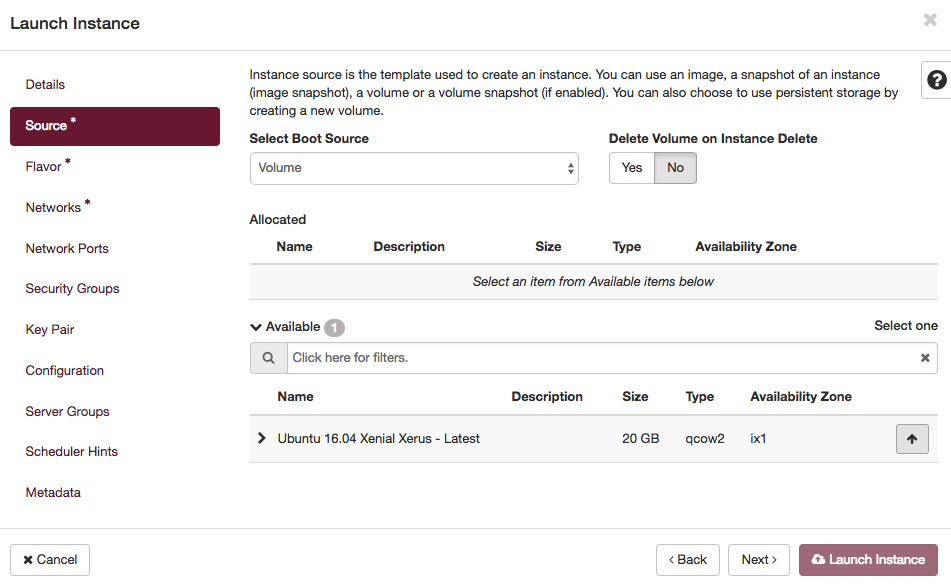 Launch Instance
Details
Source *
Flavor *
Networks *
Network Ports
Security Groups
Key Pair
Configuration
Server Groups
Scheduler Hints
Metadata
Instance source is the template used to create an instance. You can use an image, a snapshot of an instance
(image snapshot), a volume or a volume snapshot (if enabled). You can also choose to use persistent storage by
creating a new volume.
Select Boot Source
Volume
Delete Volume on Instance Delete
Yes No
Allocated
Name Description Size Type Availability Zone
Select an item from Available items below
Available 1
Select one
Click here for filters.
Name Description Size Type Availability Zone
Ubuntu 16.04 Xenial Xerus - Latest 20 GB qcow2 ix1
Cancel
‹ Back
Next ›
Launch Instance